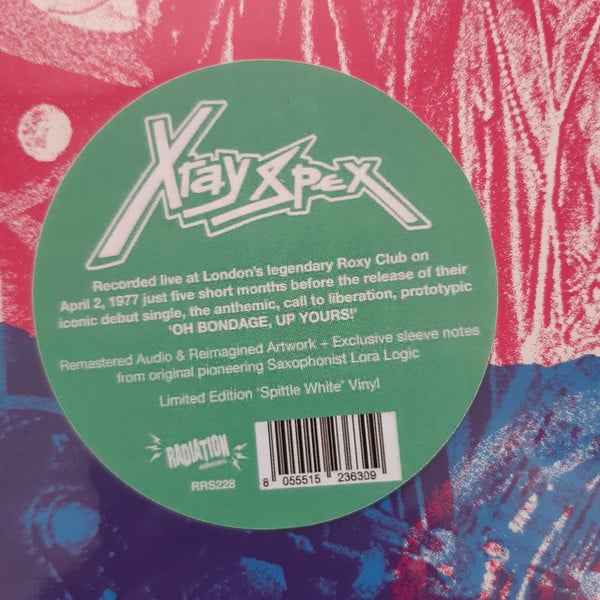 Xray Spex
Recorded live at London's legendary Roxy Club on
April 2, 1977 just five short months before the release of their
iconic debut single, the anthemic, call to liberation, prototypic
'OH BONDAGE, UP YOURS!'
Remastered Audio & Reimagined Artwork + Exclusive sleeve notes
from original pioneering Saxophonist Lora Logic
Limited Edition 'Spittle White' Vinyl
RADIATION
RRS228
8 055515 236309